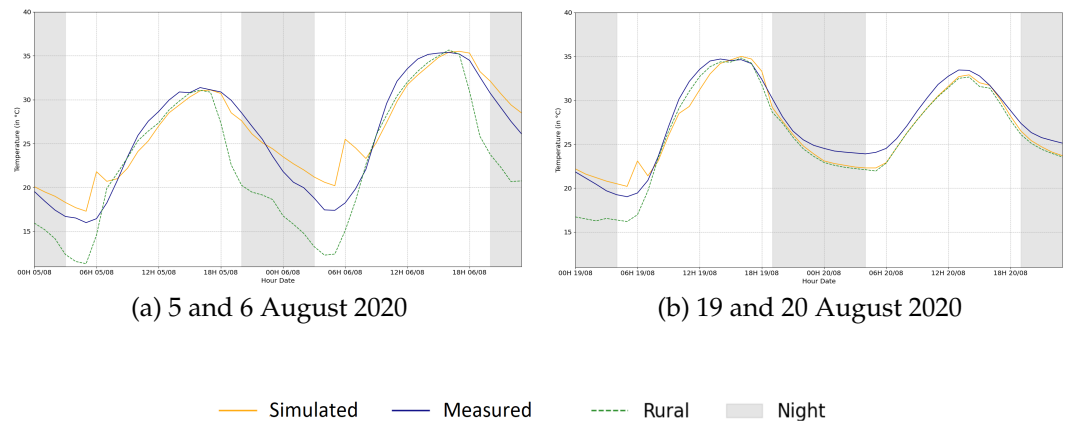 40
35
30
25
20
15
Temperature (in °C)
00H 05/08 06H 05/08 12H 05/08 18H 05/08 00H 06/08 06H 06/08 12H 06/08 18H 06/08
Hour Date
(a) 5 and 6 August 2020
40
35
30
25
20
15
Temperature (in °C)
00H 19/08 06H 19/08 12H 19/08 18H 19/08 00H 20/08 06H 20/08 12H 20/08 18H 20/08
Hour Date
(b) 19 and 20 August 2020
Simulated Measured Rural Night